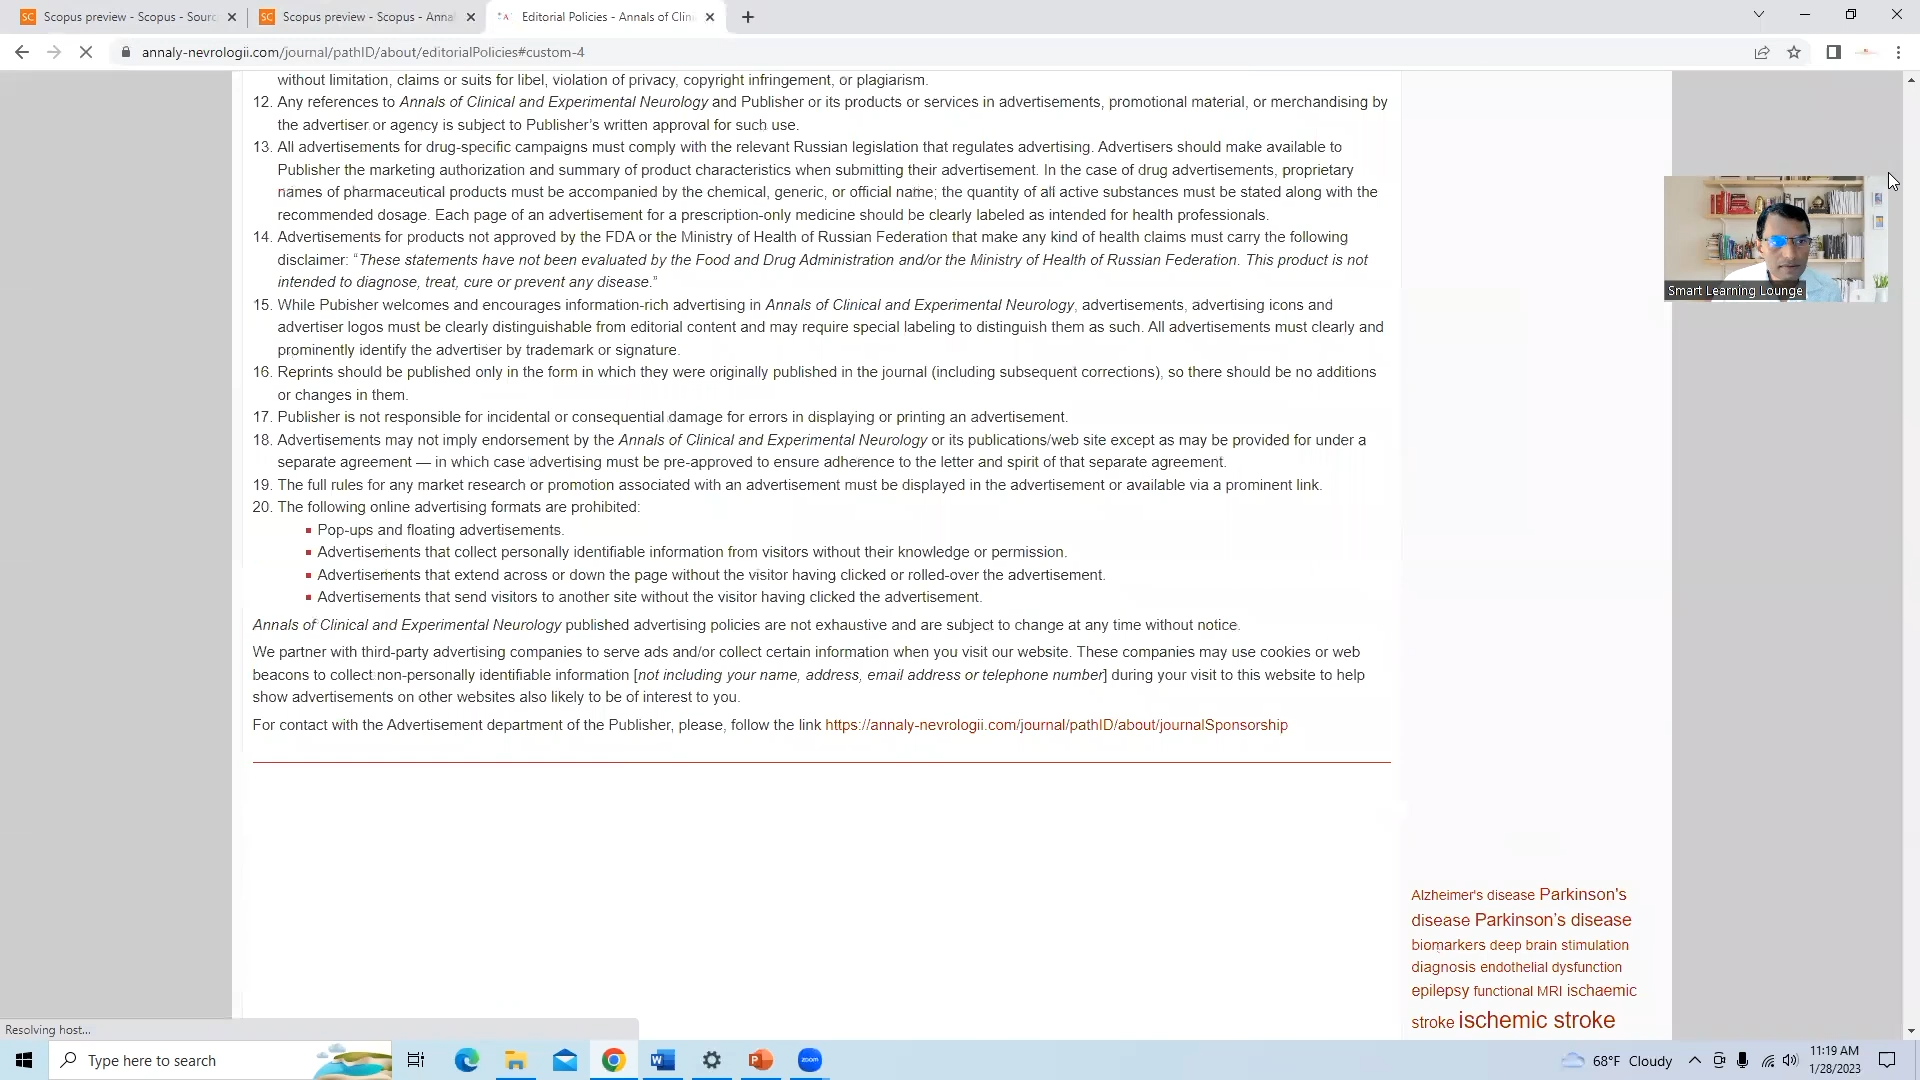 Scopus preview - Scopus - Sourc
Scopus preview - Scopus - Anna
Editorial Policies - Annals of Clin
annaly-nevrologii.com/journal/pathID/about/editorialPolicies#custom-4
without limitation, claims or suits for libel, violation of privacy, copyright infringement, or plagiarism.
12. Any references to Annals of Clinical and Experimental Neurology and Publisher or its products or services in advertisements, promotional material, or merchandising by
the advertiser or agency is subject to Publisher's written approval for such use.
13. All advertisements for drug-specific campaigns must comply with the relevant Russian legislation that regulates advertising. Advertisers should make available to
Publisher the marketing authorization and summary of product characteristics when submitting their advertisement. In the case of drug advertisements, proprietary
names of pharmaceutical products must be accompanied by the chemical, generic, or official name; the quantity of all active substances must be stated along with the
recommended dosage. Each page of an advertisement for a prescription-only medicine should be clearly labeled as intended for health professionals.
14. Advertisements for products not approved by the FDA or the Ministry of Health of Russian Federation that make any kind of health claims must carry the following
disclaimer: “These statements have not been evaluated by the Food and Drug Administration and/or the Ministry of Health of Russian Federation. This product is not
intended to diagnose, treat, cure or prevent any disease.”
15. While Pubisher welcomes and encourages information-rich advertising in Annals of Clinical and Experimental Neurology, advertisements, advertising icons and
advertiser logos must be clearly distinguishable from editorial content and may require special labeling to distinguish them as such. All advertisements must clearly and
prominently identify the advertiser by trademark or signature.
16. Reprints should be published only in the form in which they were originally published in the journal (including subsequent corrections), so there should be no additions
or changes in them.
17. Publisher is not responsible for incidental or consequential damage for errors in displaying or printing an advertisement.
18. Advertisements may not imply endorsement by the Annals of Clinical and Experimental Neurology or its publications/web site except as may be provided for under a
separate agreement — in which case advertising must be pre-approved to ensure adherence to the letter and spirit of that separate agreement.
19. The full rules for any market research or promotion associated with an advertisement must be displayed in the advertisement or available via a prominent link.
20. The following online advertising formats are prohibited:
Pop-ups and floating advertisements.
Advertisements that collect personally identifiable information from visitors without their knowledge or permission.
Advertisements that extend across or down the page without the visitor having clicked or rolled-over the advertisement.
Advertisements that send visitors to another site without the visitor having clicked the advertisement.
Annals of Clinical and Experimental Neurology published advertising policies are not exhaustive and are subject to change at any time without notice.
We partner with third-party advertising companies to serve ads and/or collect certain information when you visit our website. These companies may use cookies or web
beacons to collect non-personally identifiable information [not including your name, address, email address or telephone number] during your visit to this website to help
show advertisements on other websites also likely to be of interest to you.
For contact with the Advertisement department of the Publisher, please, follow the link https://annaly-nevrologii.com/journal/pathID/about/journalSponsorship
Smart Learning Lounge
Alzheimer's disease Parkinson's
disease Parkinson’s disease
biomarkers deep brain stimulation
diagnosis endothelial dysfunction
epilepsy functional MRI ischaemic
stroke ischemic stroke
Resolving host...
Type here to search
zoom
68°F Cloudy
11:19 AM
1/28/2023